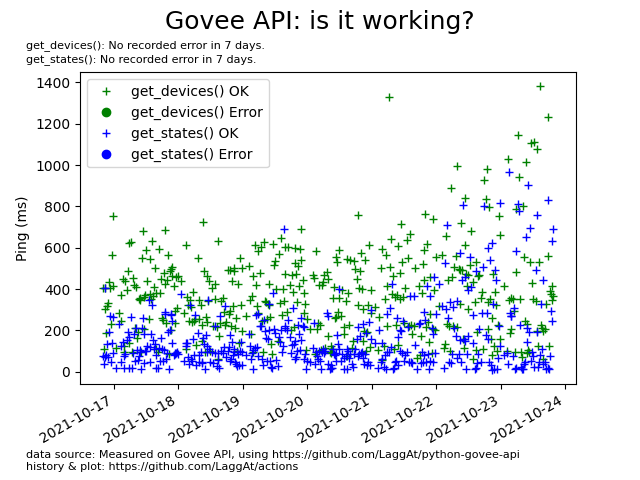 Govee API: is it working?
get_devices(): No recorded error in 7 days.
get_states(): No recorded error in 7 days.
get_devices() OK
get_devices() Error
get_states() OK
get_states() Error
Ping (ms)
1400
1200
1000
800
600
400
200
0
2021-10-17
2021-10-18
2021-10-19
2021-10-20
2021-10-21
2021-10-22
2021-10-23
2021-10-24
data source: Measured on Govee API, using https://github.com/LaggAt/python-govee-api
history & plot: https://github.com/LaggAt/actions